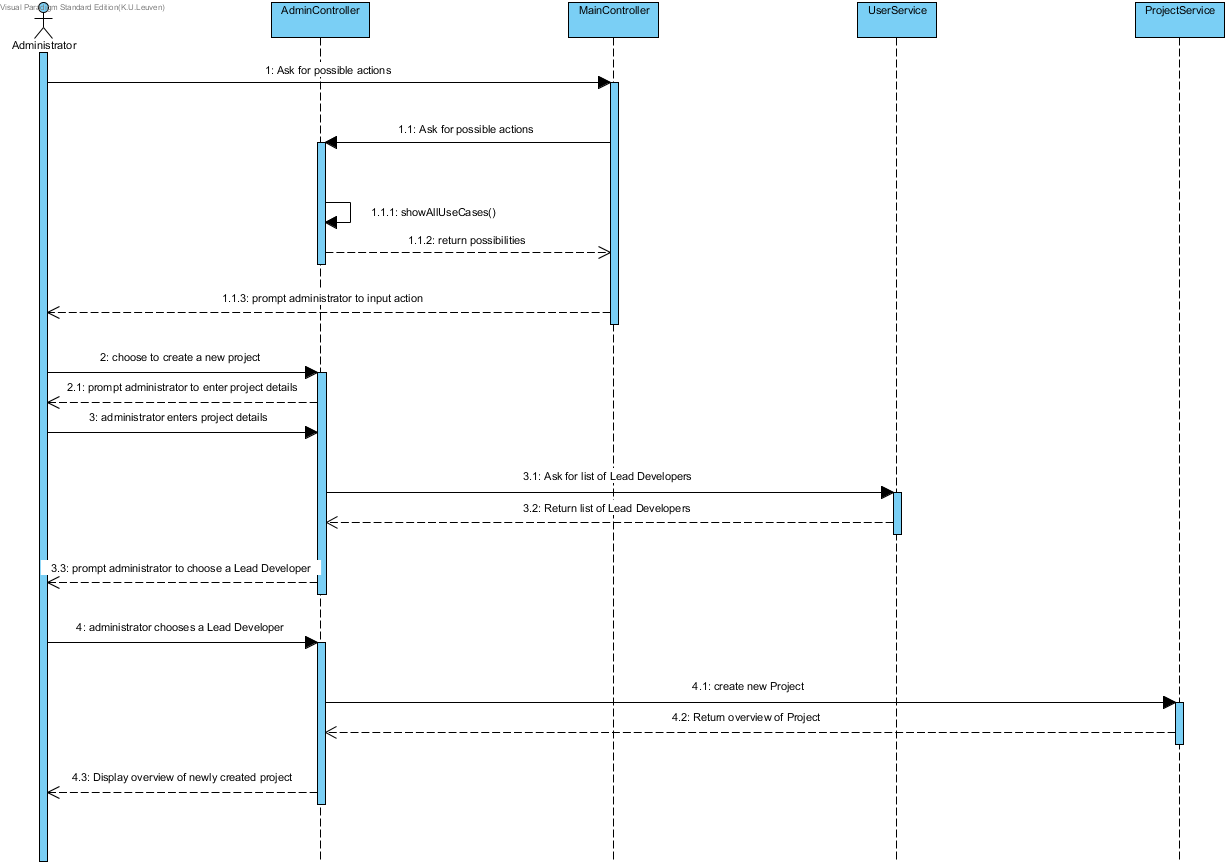 Visual Paradigm Standard Edition(K.U.Leuven)
AdminController
MainController
UserService
ProjectService
Administrator
1: Ask for possible actions
1.1: Ask for possible actions
1.1.1: showAllUseCases()
1.1.2: return possibilities
1.1.3: prompt administrator to input action
2: choose to create a new project
2.1: prompt administrator to enter project details
3: administrator enters project details
3.1: Ask for list of Lead Developers
3.2: Return list of Lead Developers
3.3: prompt administrator to choose a Lead Developer
4: administrator chooses a Lead Developer
4.1: create new Project
4.2: Return overview of Project
4.3: Display overview of newly created project